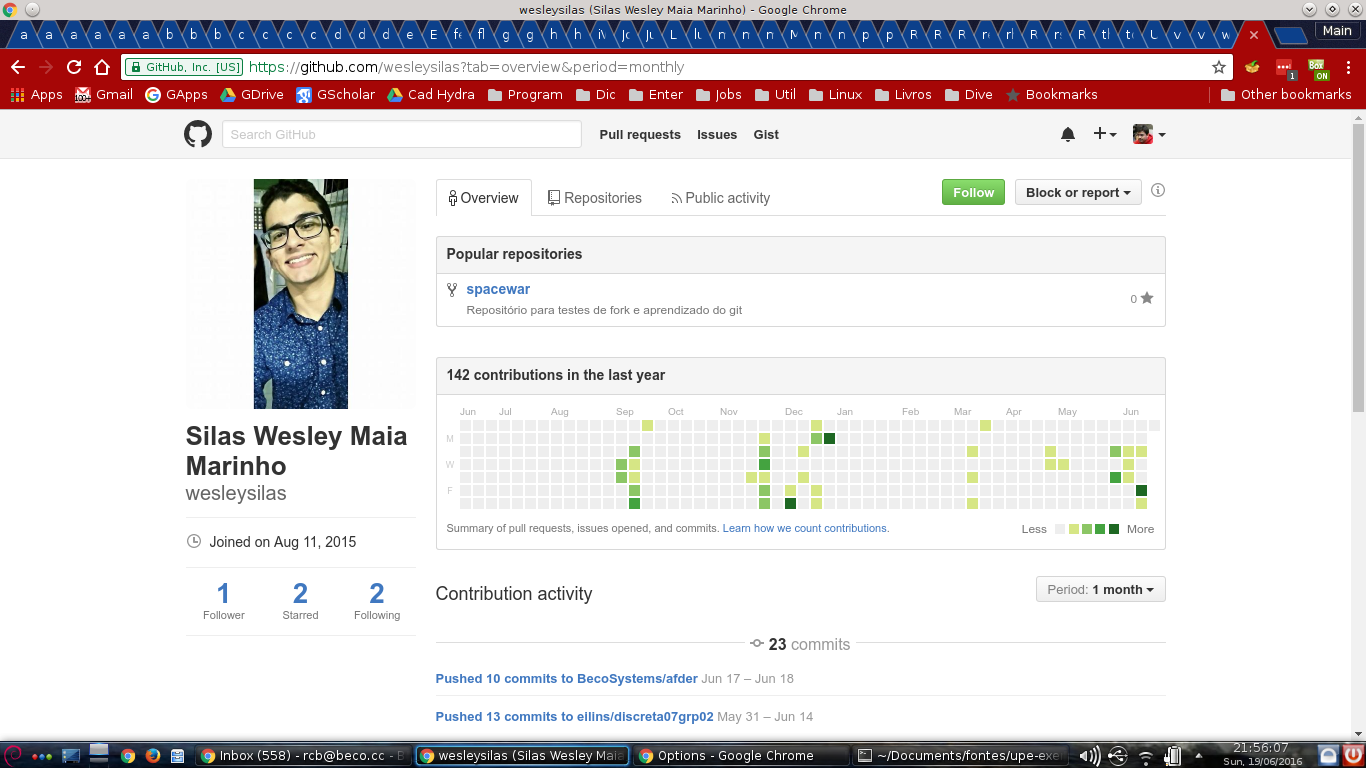 wesleysilas (Silas Wesley Maia Marinho) - Google Chrome
a a a a a a b b b c c c c d d d e E f fl g g h h i J Ju L l n n n M n n p p R R R r r r R t t U v v w
Main
GitHub, Inc. [US] https://github.com/wesleysilas?tab=overview&period=monthly
1
BOX
ON
Apps Gmail GApps GDrive GScholar Cad Hydra Program Dic Enter Jobs Util Linux Livros Dive Bookmarks Other bookmarks
Search GitHub Pull requests Issues Gist
Overview Repositories Public activity Follow Block or report
Popular repositories
spacewar
Repositório para testes de fork e aprendizado do git
0
142 contributions in the last year
Jun Jul Aug Sep Oct Nov Dec Jan Feb Mar Apr May Jun
M
W
F
Summary of pull requests, issues opened, and commits. Learn how we count contributions. Less More
Silas Wesley Maia
Marinho
wesleysilas
Joined on Aug 11, 2015
1 2 2
Follower Starred Following
Contribution activity Period: 1 month
23 commits
Pushed 10 commits to BecoSystems/afder Jun 17 – Jun 18
Pushed 13 commits to eilins/discreta07grp02 May 31 – Jun 14
Inbox (558) - rcb@beco.cc - B wesleysilas (Silas Wesley Maia Options - Google Chrome ~/Documents/fontes/upe-exe
21:56:07
Sun, 19/06/2016